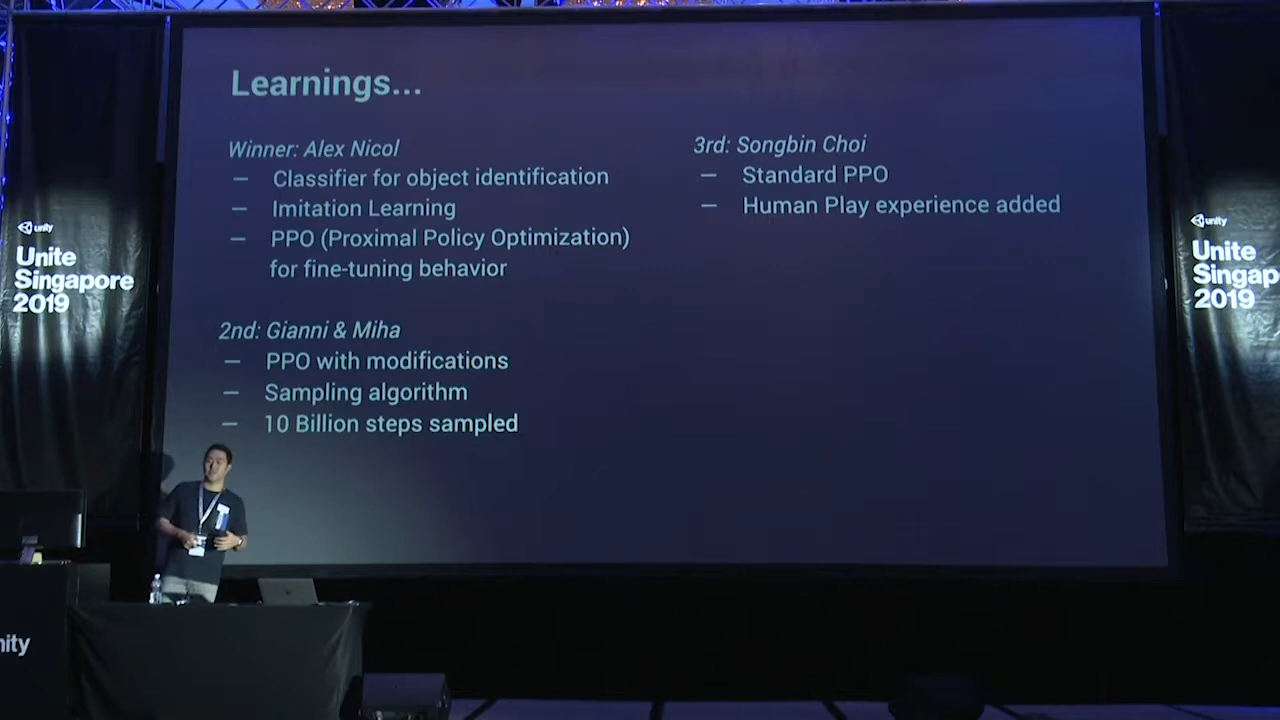 Learnings...
Winner: Alex Nicol
— Classifier for object identification
— Imitation Learning
— PPO (Proximal Policy Optimization)
for fine-tuning behavior
2nd: Gianni & Miha
— PPO with modifications
— Sampling algorithm
— 10 Billion steps sampled
3rd: Songbin Choi
— Standard PPO
— Human Play experience added
unity
Unite
Singapore
2019
unity
Unite
Singap
2019
nity